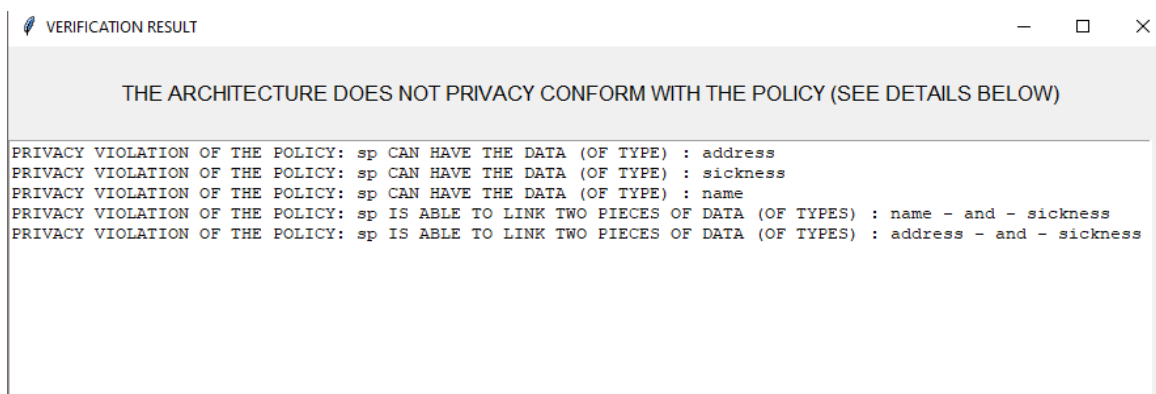 VERIFICATION RESULT
THE ARCHITECTURE DOES NOT PRIVACY CONFORM WITH THE POLICY (SEE DETAILS BELOW)
PRIVACY VIOLATION OF THE POLICY: sp CAN HAVE THE DATA (OF TYPE) : address
PRIVACY VIOLATION OF THE POLICY: sp CAN HAVE THE DATA (OF TYPE) : sickness
PRIVACY VIOLATION OF THE POLICY: sp CAN HAVE THE DATA (OF TYPE) : name
PRIVACY VIOLATION OF THE POLICY: sp IS ABLE TO LINK TWO PIECES OF DATA (OF TYPES) : name - and - sickness
PRIVACY VIOLATION OF THE POLICY: sp IS ABLE TO LINK TWO PIECES OF DATA (OF TYPES) : address - and - sickness